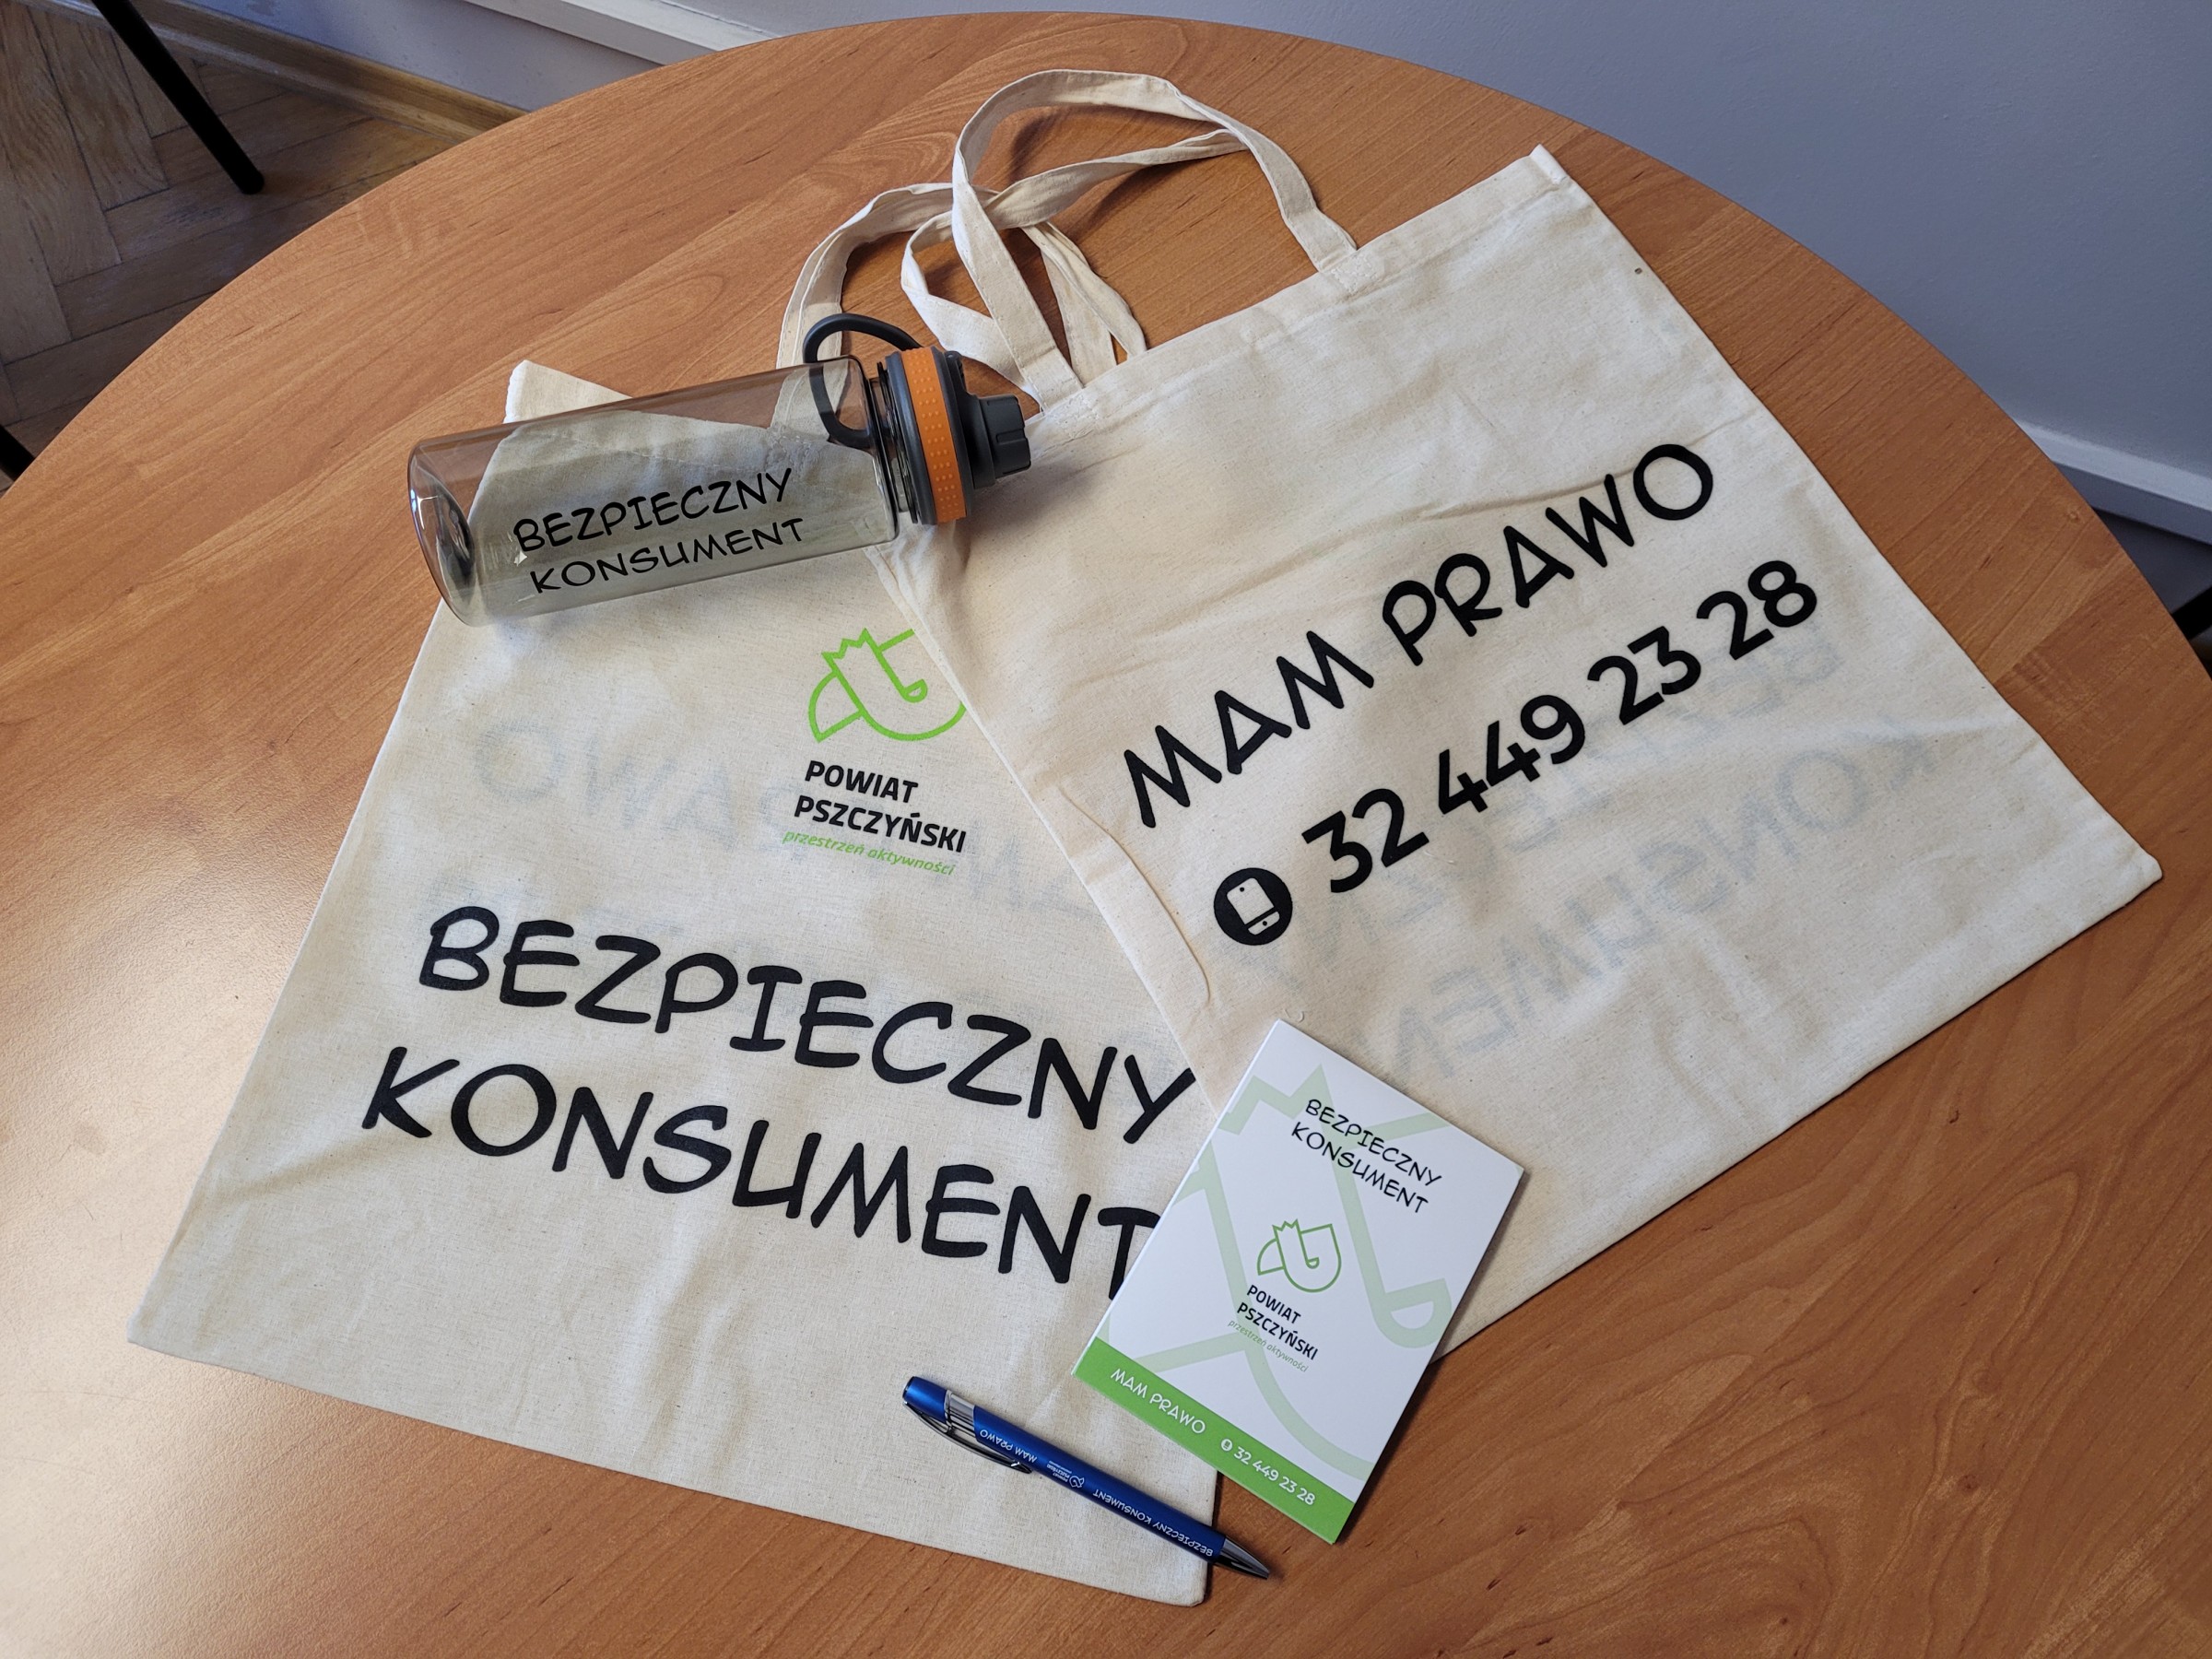 BEZPIECZNY
KONSUMENT
POWIAT
PSZCZYŃSKI
przestrzeń aktywności
BEZPIECZNY
KONSUMENT
MAM PRAWO
32 449 23 28
BEZPIECZNY
KONSUMENT
POWIAT
PSZCZYŃSKI
przestrzeń aktywności
MAM PRAWO 32 449 23 28
BEZPIECZNY KONSUMENT
MAM PRAWO